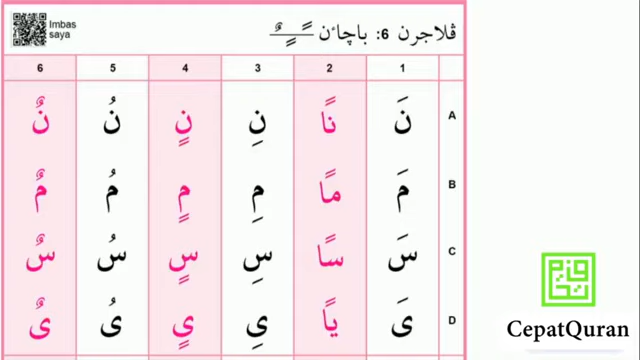 Imbas
saya
ڤلاجرن 6: باچاٴن ـًـ ـٍـ ـٌـ
6 5 4 3 2 1
نَ نًا نِ نٍ نُ نٌ A
مَ مًا مِ مٍ مُ مٌ B
سَ سًا سِ سٍ سُ سٌ C
ىَ يًا ىِ ىٍ ىُ ىٌ D
CepatQuran